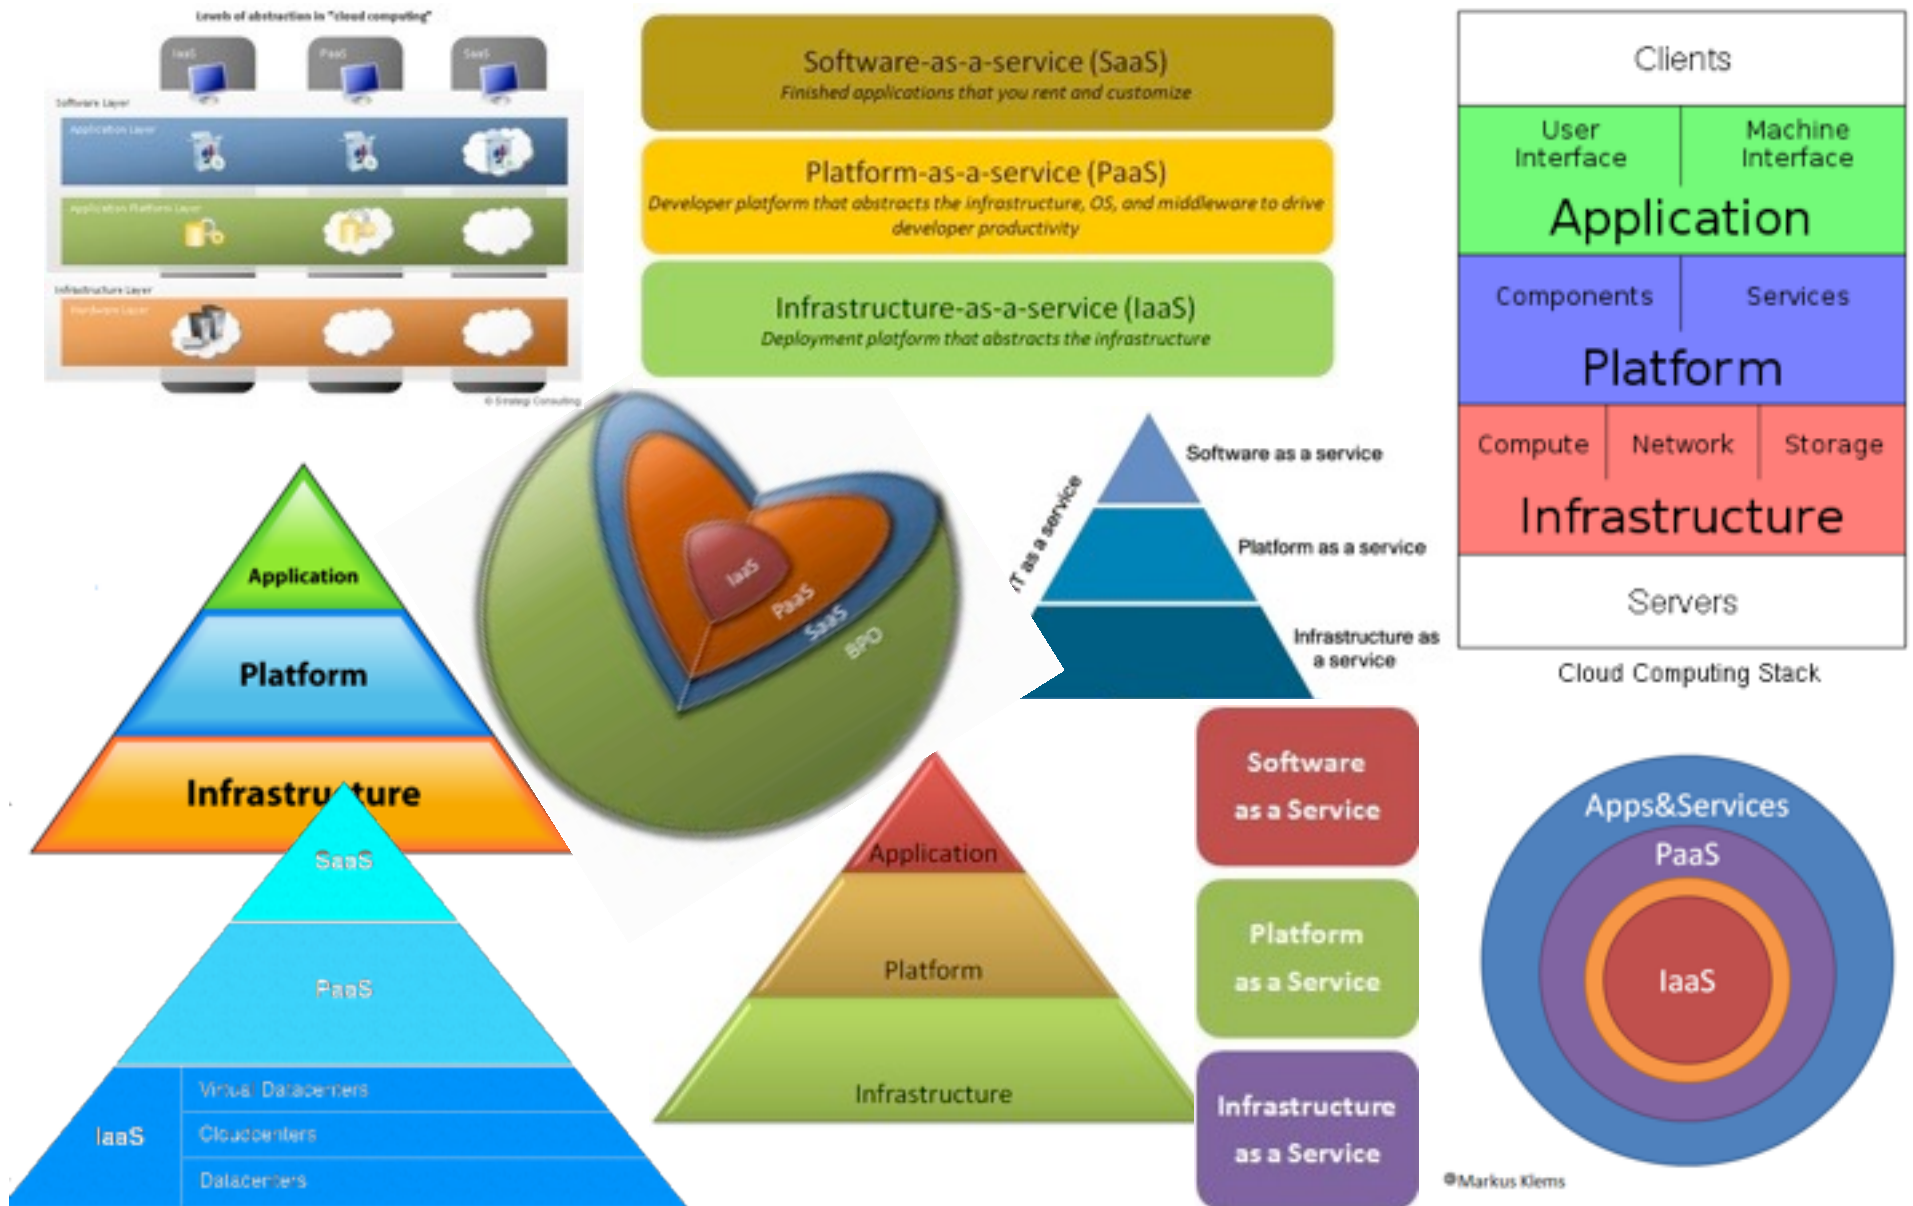 Levels of abstraction in "cloud computing"
IaaS
PaaS
SaaS
Software Layer
Application Layer
Application Platform Layer
Infrastructure Layer
Hardware Layer
© Strategi Consulting
Software-as-a-service (SaaS)
Finished applications that you rent and customize
Platform-as-a-service (PaaS)
Developer platform that abstracts the infrastructure, OS, and middleware to drive
developer productivity
Infrastructure-as-a-service (IaaS)
Deployment platform that abstracts the infrastructure
Clients
User
Interface
Machine
Interface
Application
Components
Services
Platform
Compute
Network
Storage
Infrastructure
Servers
Cloud Computing Stack
Application
Platform
Infrastructure
IaaS
PaaS
SaaS
BPO
IT as a service
Software as a service
Platform as a service
Infrastructure as
a service
SaaS
PaaS
IaaS
Virtual Datacenters
Cloudcenters
Datacenters
Application
Platform
Infrastructure
Software
as a Service
Platform
as a Service
Infrastructure
as a Service
Apps&Services
PaaS
IaaS
©Markus Klems